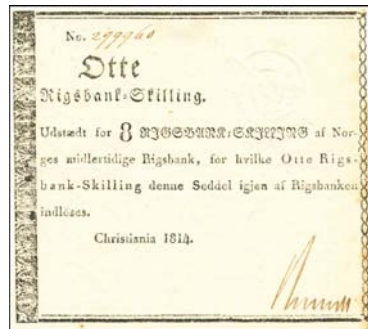 No. 299960
Otte
Rigsbank-Skilling.
Udstædt for 8 RIGSBANK-SKILLING af Nor-
ges midlertidige Rigsbank, for hvilke Otte Rigs-
bank-Skilling denne Seddel igjen af Rigsbanken
indløses.
Christiania 1814.